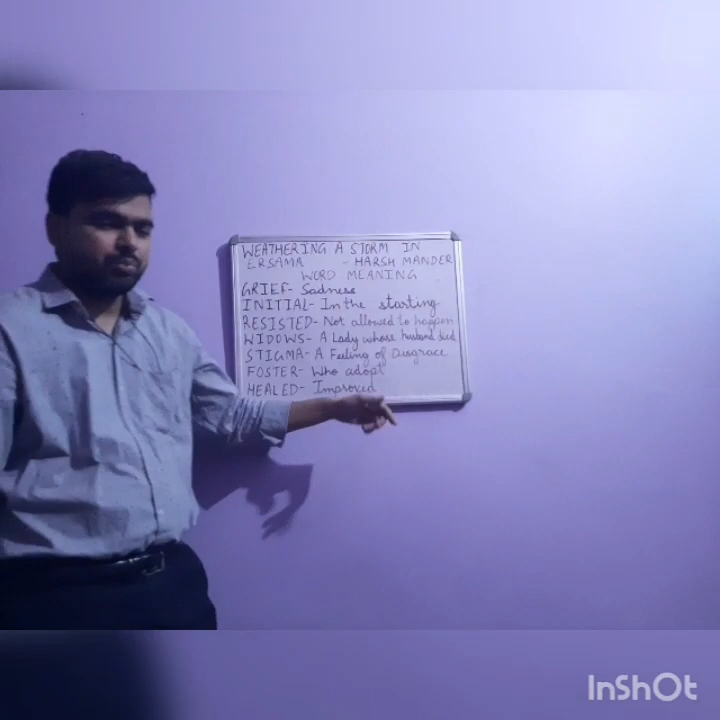 WEATHERING A STORM IN
ERSAMA - HARSH MANDER
WORD MEANING
GRIEF- Sadness
INITIAL- In the starting
RESISTED- Not allowed to happen
WIDOWS- A Lady whose husband died
STIGMA- A Feeling of Disgrace
FOSTER- Who adopt
HEALED- Improved
InShOt